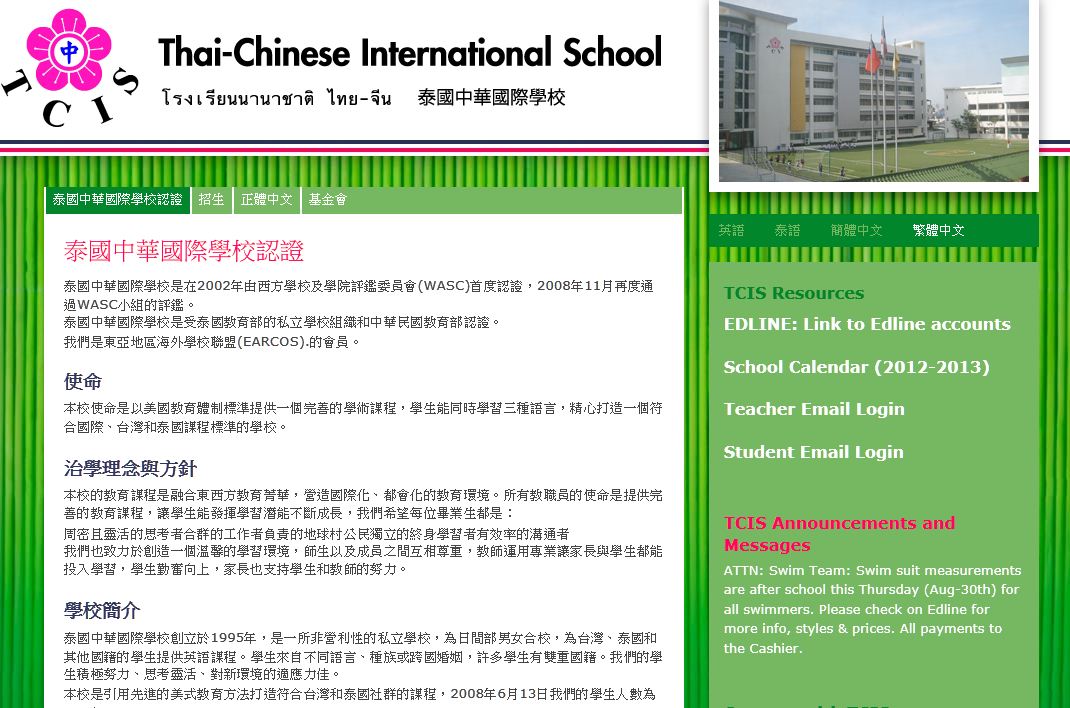 中
TCIS
Thai-Chinese International School
โรงเรียนนานาชาติ ไทย-จีน 泰國中華國際學校
泰國中華國際學校認證 招生 正體中文 基金會
泰國中華國際學校認證
泰國中華國際學校是在2002年由西方學校及學院評鑑委員會(WASC)首度認證，2008年11月再度通
過WASC小組的評鑑。
泰國中華國際學校是受泰國教育部的私立學校組織和中華民國教育部認證。
我們是東亞地區海外學校聯盟(EARCOS).的會員。
使命
本校使命是以美國教育體制標準提供一個完善的學術課程，學生能同時學習三種語言，精心打造一個符
合國際、台灣和泰國課程標準的學校。
治學理念與方針
本校的教育課程是融合東西方教育菁華，營造國際化、都會化的教育環境。所有教職員的使命是提供完
善的教育課程，讓學生能發揮學習潛能不斷成長，我們希望每位畢業生都是：
周密且靈活的思考者合群的工作者負責的地球村公民獨立的終身學習者有效率的溝通者
我們也致力於創造一個溫馨的學習環境，師生以及成員之間互相尊重，教師運用專業讓家長與學生都能
投入學習，學生勤奮向上，家長也支持學生和教師的努力。
學校簡介
泰國中華國際學校創立於1995年，是一所非營利性的私立學校，為日間部男女合校，為台灣、泰國和
其他國籍的學生提供英語課程。學生來自不同語言、種族或跨國婚姻，許多學生有雙重國籍。我們的學
生積極努力、思考靈活、對新環境的適應力佳。
本校是引用先進的美式教育方法打造符合台灣和泰國社群的課程，2008年6月13日我們的學生人數為
英語 泰語 簡體中文 繁體中文
TCIS Resources
EDLINE: Link to Edline accounts
School Calendar (2012-2013)
Teacher Email Login
Student Email Login
TCIS Announcements and
Messages
ATTN: Swim Team: Swim suit measurements
are after school this Thursday (Aug-30th) for
all swimmers. Please check on Edline for
more info, styles & prices. All payments to
the Cashier.